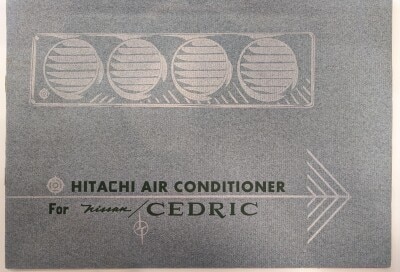 HITACHI AIR CONDITIONER
For Nissan/CEDRIC